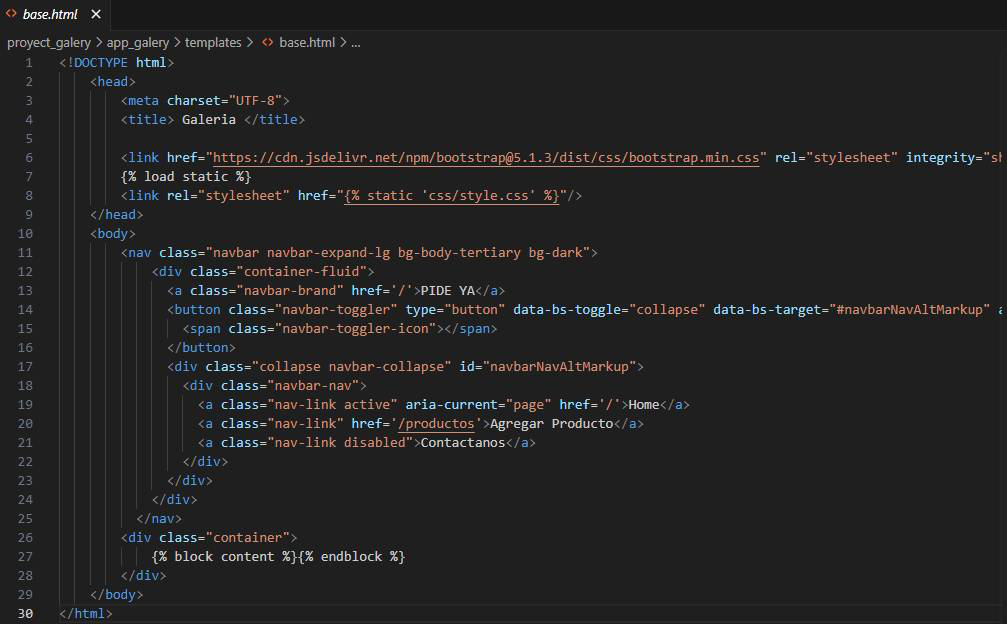 base.html
proyect_galery > app_galery > templates > base.html > ...
1 <!DOCTYPE html>
2 <head>
3 <meta charset="UTF-8">
4 <title> Galeria </title>
5
6 <link href="https://cdn.jsdelivr.net/npm/bootstrap@5.1.3/dist/css/bootstrap.min.css" rel="stylesheet" integrity="sh
7 {% load static %}
8 <link rel="stylesheet" href="{% static 'css/style.css' %}"/>
9 </head>
10 <body>
11 <nav class="navbar navbar-expand-lg bg-body-tertiary bg-dark">
12 <div class="container-fluid">
13 <a class="navbar-brand" href='/'>PIDE YA</a>
14 <button class="navbar-toggler" type="button" data-bs-toggle="collapse" data-bs-target="#navbarNavAltMarkup" a
15 <span class="navbar-toggler-icon"></span>
16 </button>
17 <div class="collapse navbar-collapse" id="navbarNavAltMarkup">
18 <div class="navbar-nav">
19 <a class="nav-link active" aria-current="page" href='/'>Home</a>
20 <a class="nav-link" href='/productos'>Agregar Producto</a>
21 <a class="nav-link disabled">Contactanos</a>
22 </div>
23 </div>
24 </div>
25 </nav>
26 <div class="container">
27 {% block content %}{% endblock %}
28 </div>
29 </body>
30 </html>